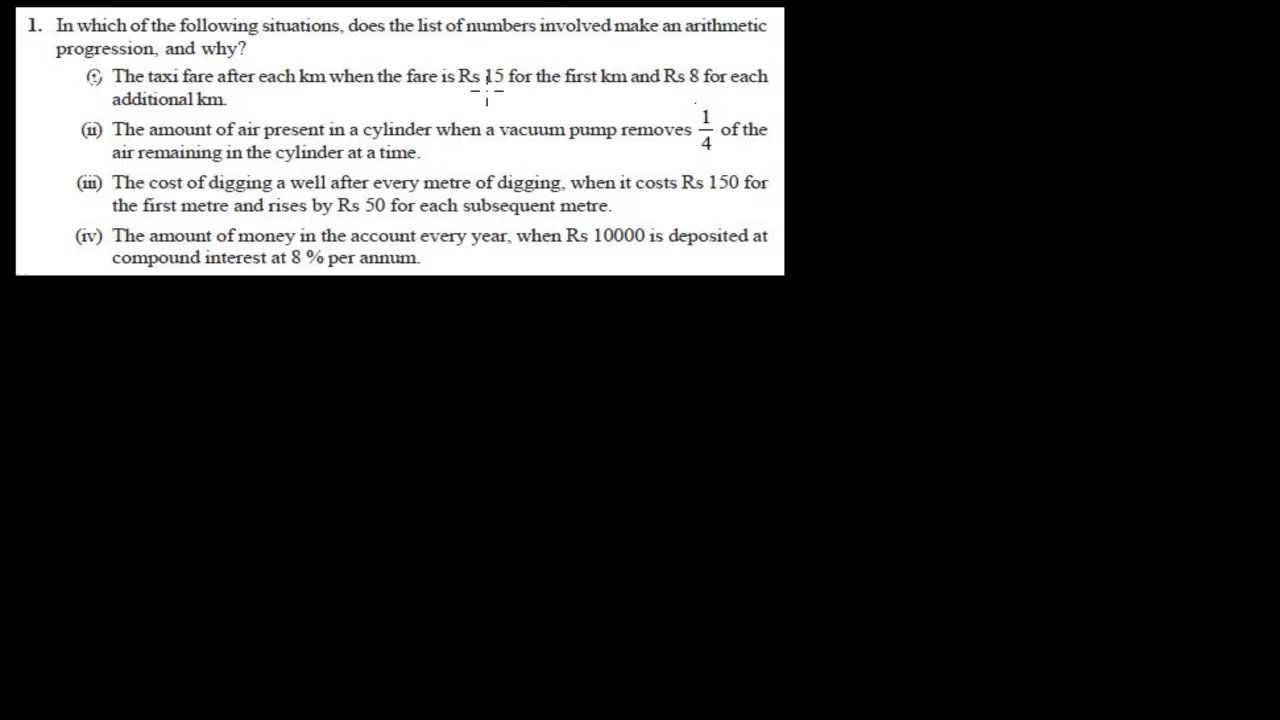 1. In which of the following situations, does the list of numbers involved make an arithmetic
progression, and why?
(i) The taxi fare after each km when the fare is Rs 15 for the first km and Rs 8 for each
additional km.
(ii) The amount of air present in a cylinder when a vacuum pump removes 1/4 of the
air remaining in the cylinder at a time.
(iii) The cost of digging a well after every metre of digging, when it costs Rs 150 for
the first metre and rises by Rs 50 for each subsequent metre.
(iv) The amount of money in the account every year, when Rs 10000 is deposited at
compound interest at 8 % per annum.